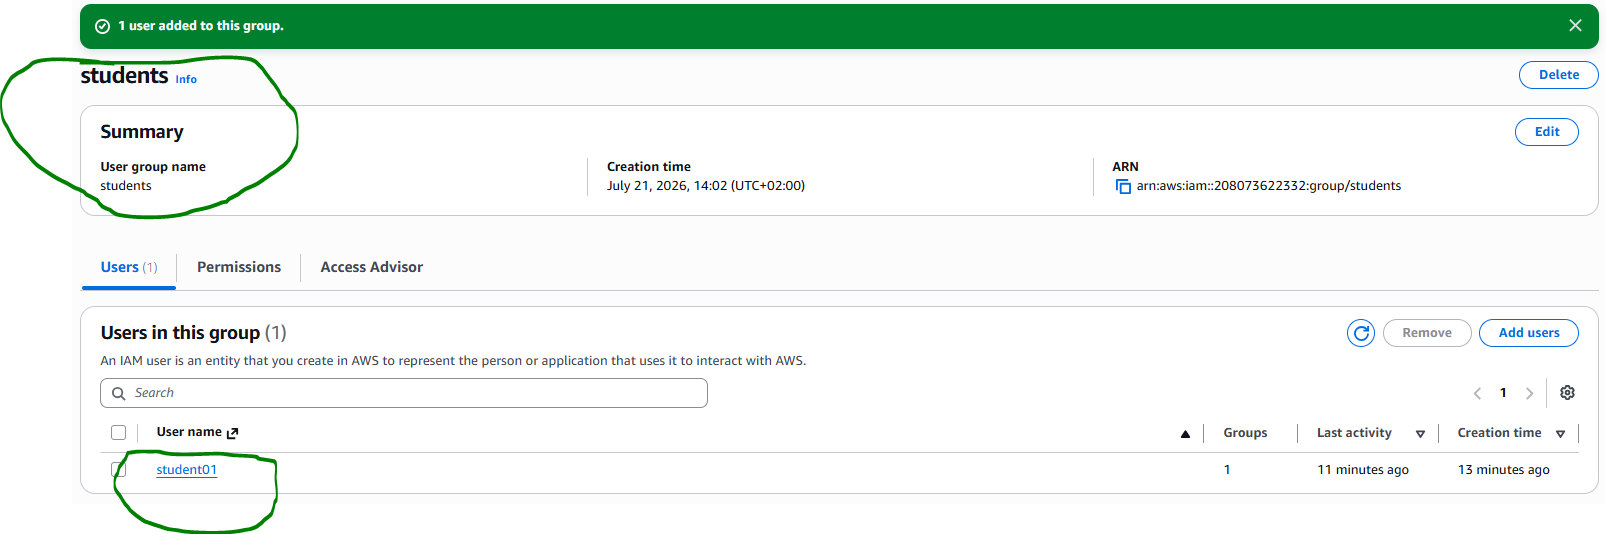 1 user added to this group.
students Info
Delete
Summary
Edit
User group name
students
Creation time
July 21, 2026, 14:02 (UTC+02:00)
ARN
arn:aws:iam::208073622332:group/students
Users (1)
Permissions
Access Advisor
Users in this group (1)
Remove
Add users
An IAM user is an entity that you create in AWS to represent the person or application that uses it to interact with AWS.
Search
1
User name
Groups
Last activity
Creation time
student01
1
11 minutes ago
13 minutes ago